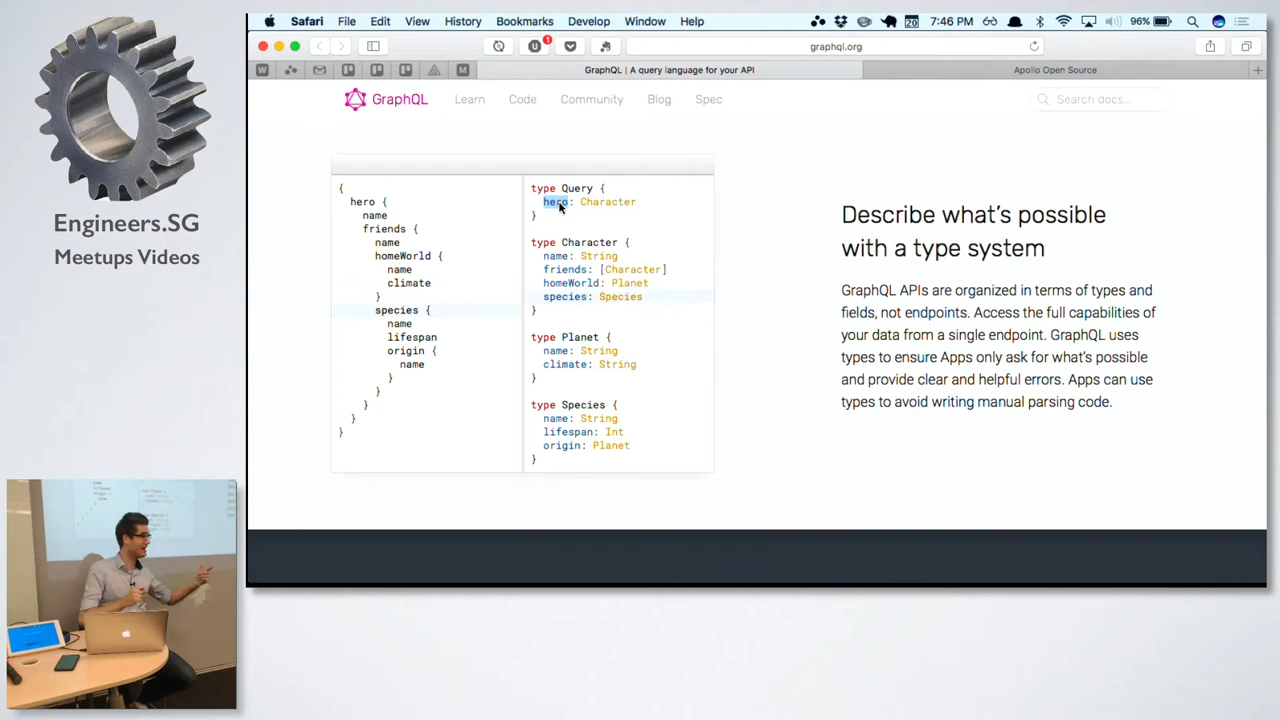 Engineers.SG
Meetups Videos
Safari File Edit View History Bookmarks Develop Window Help
20 7:46 PM 96%
1
graphql.org
W
M
GraphQL | A query language for your API
Apollo Open Source
+
GraphQL Learn Code Community Blog Spec
Search docs...
{
hero {
name
friends {
name
homeWorld {
name
climate
}
species {
name
lifespan
origin {
name
}
}
}
}
}
type Query {
hero: Character
}
type Character {
name: String
friends: [Character]
homeWorld: Planet
species: Species
}
type Planet {
name: String
climate: String
}
type Species {
name: String
lifespan: Int
origin: Planet
}
Describe what's possible
with a type system
GraphQL APIs are organized in terms of types and
fields, not endpoints. Access the full capabilities of
your data from a single endpoint. GraphQL uses
types to ensure Apps only ask for what's possible
and provide clear and helpful errors. Apps can use
types to avoid writing manual parsing code.